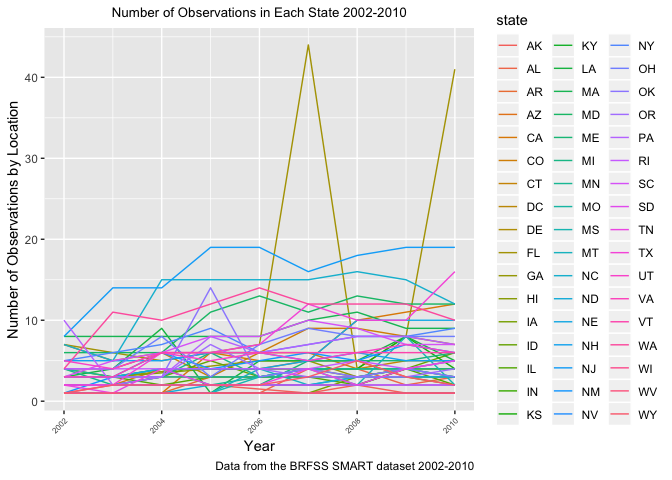 Number of Observations in Each State 2002-2010
Number of Observations by Location
40
30
20
10
0
2002
2004
2006
2008
2010
Year
Data from the BRFSS SMART dataset 2002-2010
state
AK
AL
AR
AZ
CA
CO
CT
DC
DE
FL
GA
HI
IA
ID
IL
IN
KS
KY
LA
MA
MD
ME
MI
MN
MO
MS
MT
NC
ND
NE
NH
NJ
NM
NV
NY
OH
OK
OR
PA
RI
SC
SD
TN
TX
UT
VA
VT
WA
WI
WV
WY